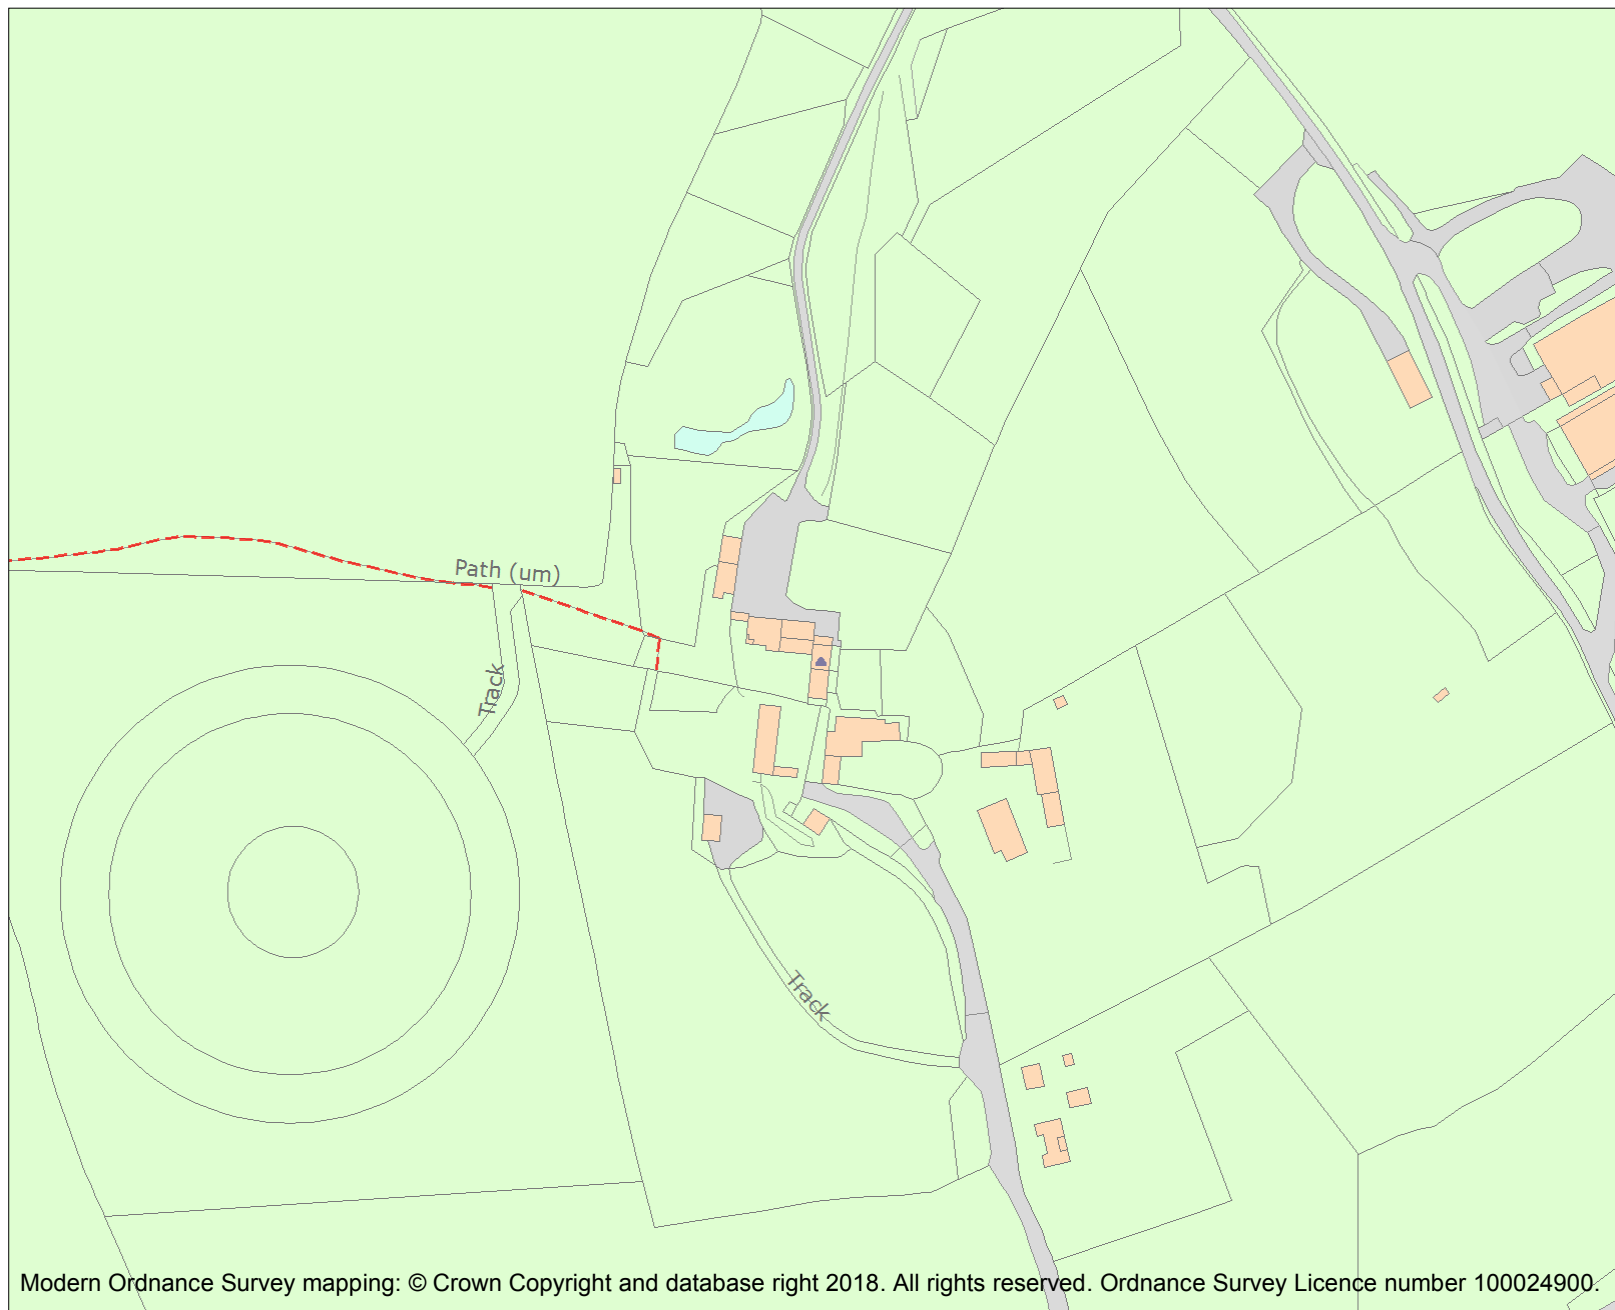 Path (um)
Track
Track
Modern Ordnance Survey mapping: © Crown Copyright and database right 2018. All rights reserved. Ordnance Survey Licence number 100024900.